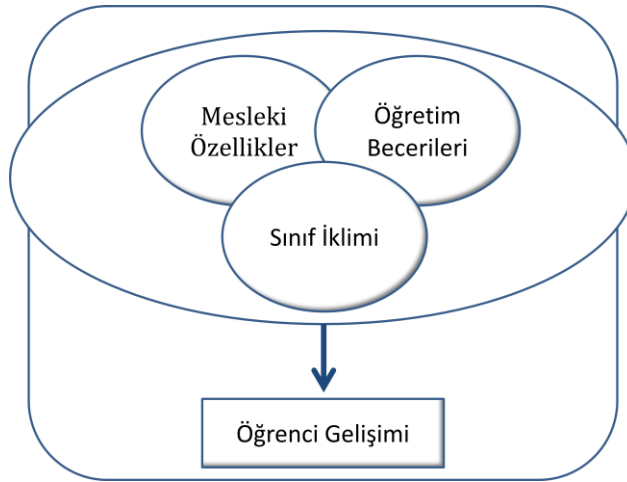 Mesleki
Özellikler
Öğretim
Becerileri
Sınıf İklimi
Öğrenci Gelişimi